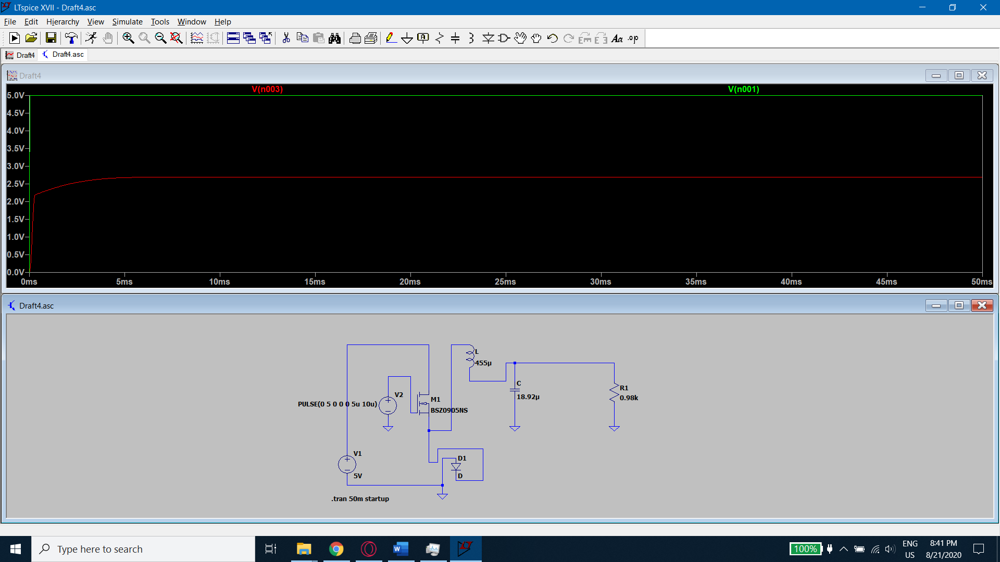 LTspice XVII - Draft4.asc
File Edit Hierarchy View Simulate Tools Window Help
Draft4 Draft4.asc
Draft4
V(n003) V(n001)
5.0V
4.5V
4.0V
3.5V
3.0V
2.5V
2.0V
1.5V
1.0V
0.5V
0.0V
0ms 5ms 10ms 15ms 20ms 25ms 30ms 35ms 40ms 45ms 50ms
Draft4.asc
L
455µ
C
18.92µ
R1
0.98k
V2
PULSE(0 5 0 0 0 5u 10u)
M1
BSZ0905NS
V1
5V
D1
D
.tran 50m startup
Type here to search
100%
ENG
US
8:41 PM
8/21/2020